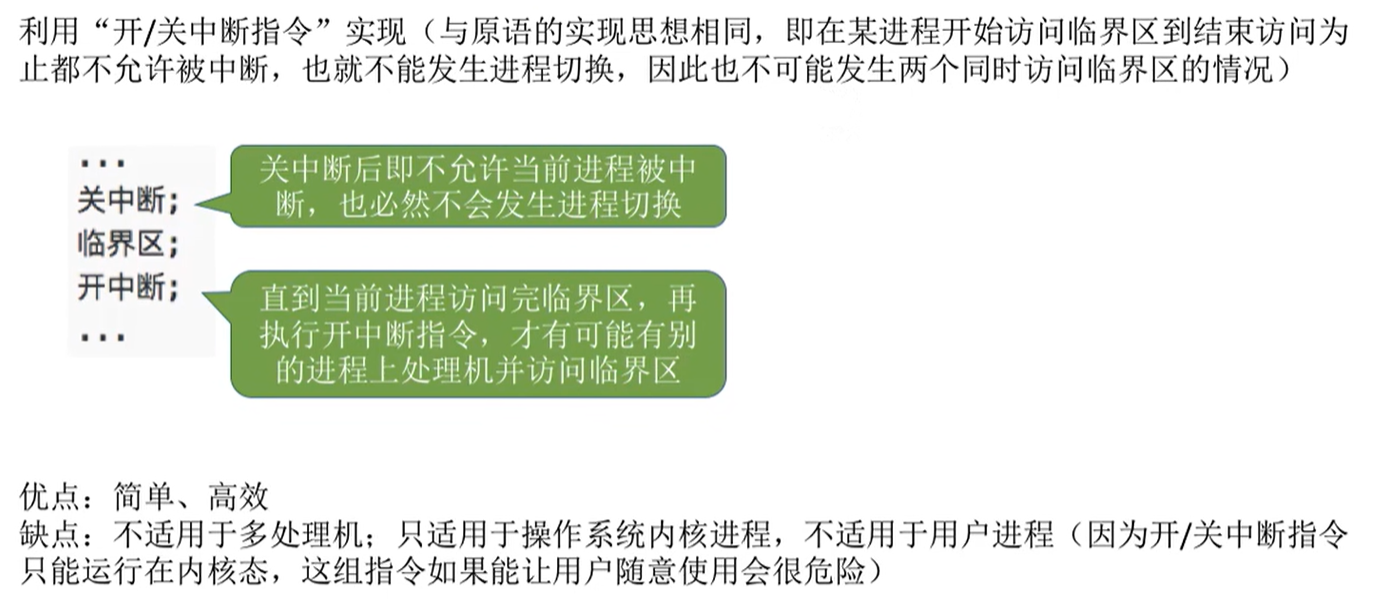 利用“开/关中断指令”实现（与原语的实现思想相同，即在某进程开始访问临界区到结束访问为
止都不允许被中断，也就不能发生进程切换，因此也不可能发生两个同时访问临界区的情况）
...
关中断；
临界区；
开中断；
...
关中断后即不允许当前进程被中
断，也必然不会发生进程切换
直到当前进程访问完临界区，再
执行开中断指令，才有可能有别
的进程上处理机并访问临界区
优点：简单、高效
缺点：不适用于多处理机；只适用于操作系统内核进程，不适用于用户进程（因为开/关中断指令
只能运行在内核态，这组指令如果能让用户随意使用会很危险）